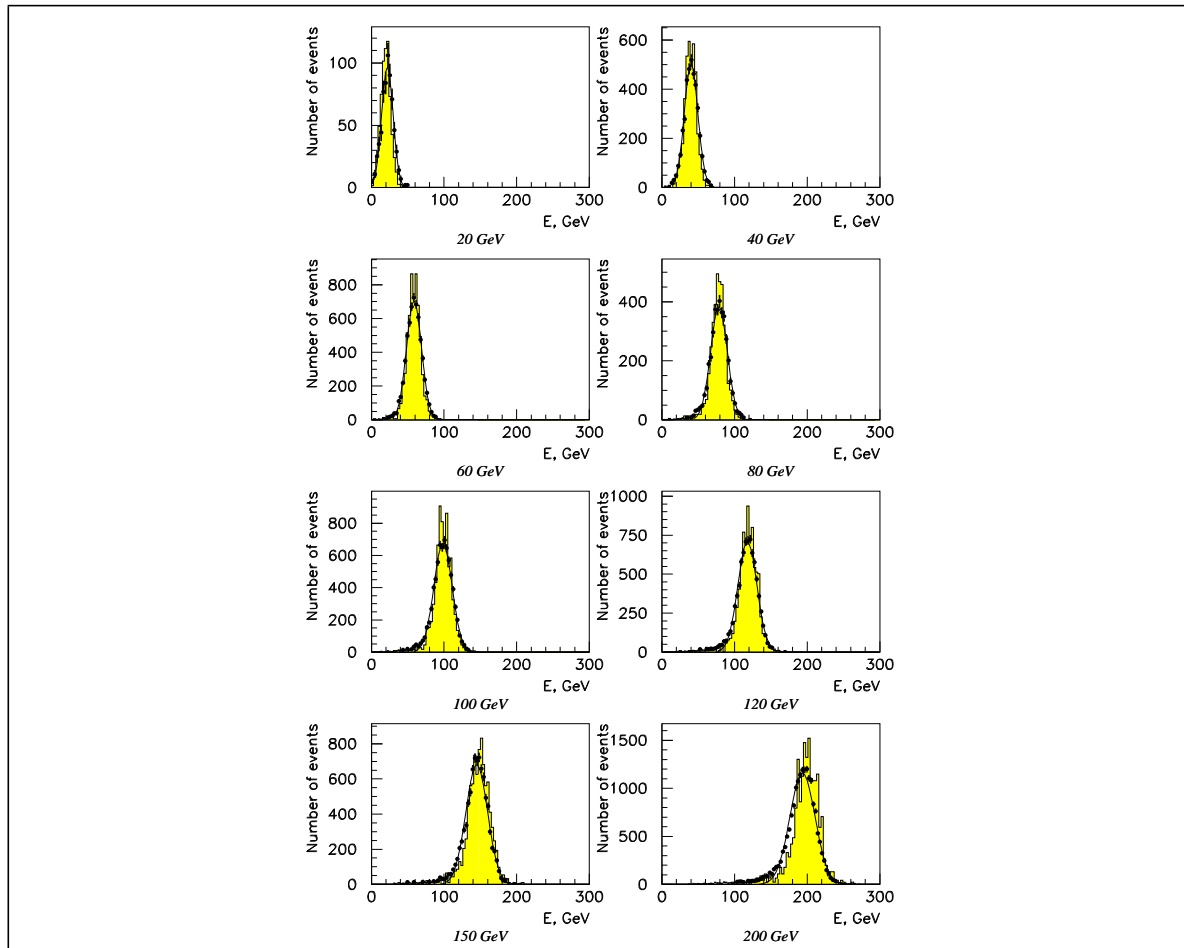 Number of events
100
50
0
0 100 200 300
E, GeV
20 GeV
Number of events
600
400
200
0
0 100 200 300
E, GeV
40 GeV
Number of events
800
600
400
200
0
0 100 200 300
E, GeV
60 GeV
Number of events
400
200
0
0 100 200 300
E, GeV
80 GeV
Number of events
800
600
400
200
0
0 100 200 300
E, GeV
100 GeV
Number of events
1000
750
500
250
0
0 100 200 300
E, GeV
120 GeV
Number of events
800
600
400
200
0
0 100 200 300
E, GeV
150 GeV
Number of events
1500
1000
500
0
0 100 200 300
E, GeV
200 GeV